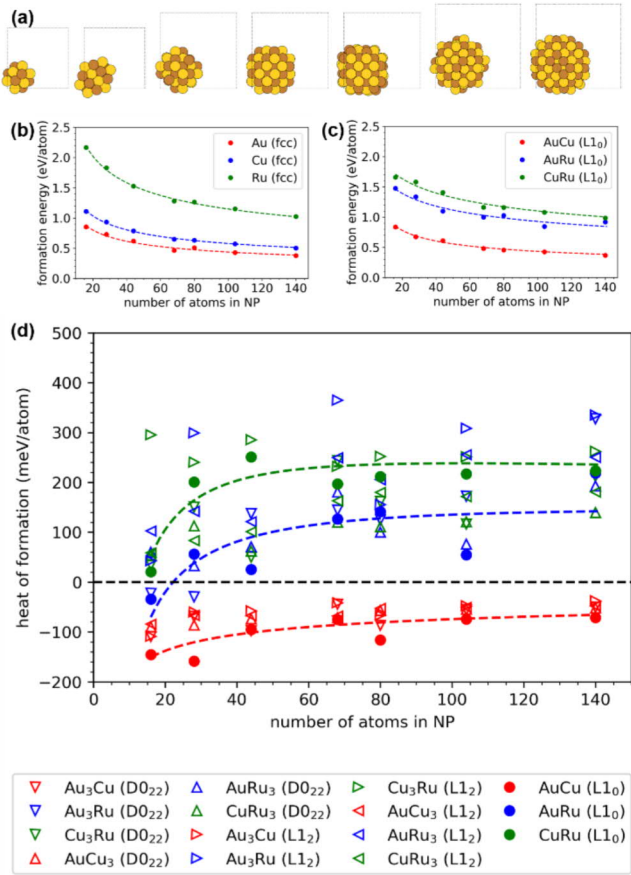 (a)
(b)
formation energy (eV/atom)
2.5
2.0
1.5
1.0
0.5
0.0
Au (fcc)
Cu (fcc)
Ru (fcc)
20 40 60 80 100 120 140
number of atoms in NP
(c)
formation energy (eV/atom)
2.5
2.0
1.5
1.0
0.5
0.0
AuCu (L1₀)
AuRu (L1₀)
CuRu (L1₀)
20 40 60 80 100 120 140
number of atoms in NP
(d)
heat of formation (meV/atom)
500
400
300
200
100
0
−100
−200
0 20 40 60 80 100 120 140
number of atoms in NP
Au₃Cu (D0₂₂)
Au₃Ru (D0₂₂)
Cu₃Ru (D0₂₂)
AuCu₃ (D0₂₂)
AuRu₃ (D0₂₂)
CuRu₃ (D0₂₂)
Au₃Cu (L1₂)
Au₃Ru (L1₂)
Cu₃Ru (L1₂)
AuCu₃ (L1₂)
AuRu₃ (L1₂)
CuRu₃ (L1₂)
AuCu (L1₀)
AuRu (L1₀)
CuRu (L1₀)